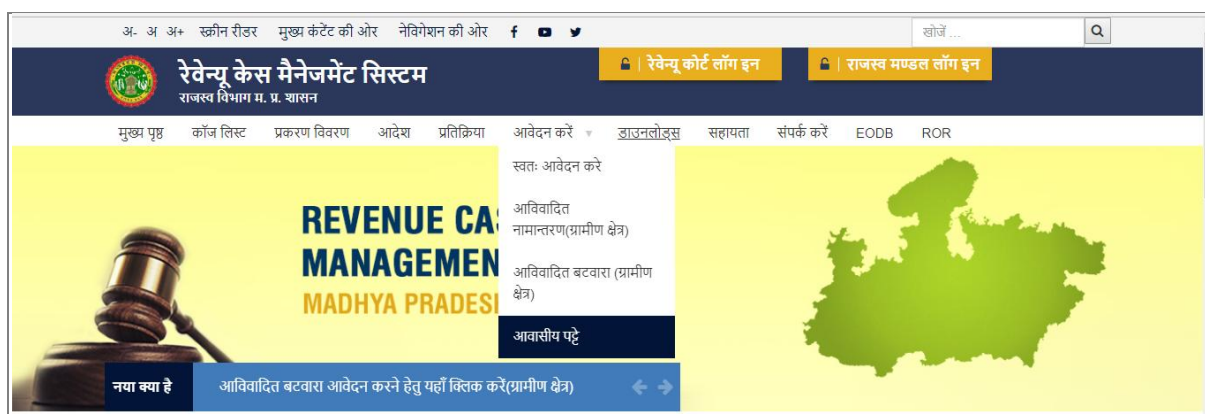 अ- अ अ+ स्क्रीन रीडर मुख्य कंटेंट की ओर नेविगेशन की ओर
खोजें ...
रेवेन्यू केस मैनेजमेंट सिस्टम
राजस्व विभाग म. प्र. शासन
रेवेन्यू कोर्ट लॉग इन
राजस्व मण्डल लॉग इन
मुख्य पृष्ठ कॉज लिस्ट प्रकरण विवरण आदेश प्रतिक्रिया आवेदन करें डाउनलोड्स सहायता संपर्क करें EODB ROR
स्वतः आवेदन करे
आविवादित
नामान्तरण(ग्रामीण क्षेत्र)
आविवादित बटवारा (ग्रामीण
क्षेत्र)
आवासीय पट्टे
REVENUE CAS
MANAGEMEN
MADHYA PRADES
नया क्या है
आविवादित बटवारा आवेदन करने हेतु यहाँ क्लिक करें(ग्रामीण क्षेत्र)